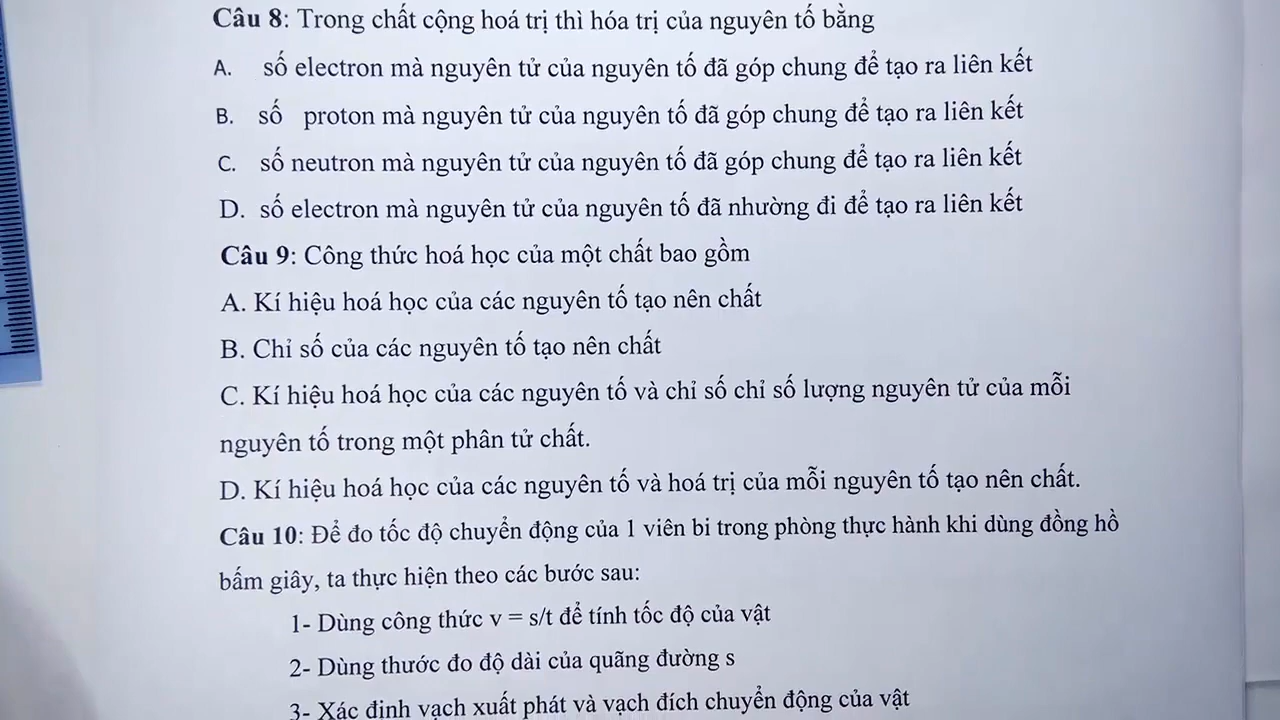 Câu 8: Trong chất cộng hoá trị thì hóa trị của nguyên tố bằng
A. số electron mà nguyên tử của nguyên tố đã góp chung để tạo ra liên kết
B. số proton mà nguyên tử của nguyên tố đã góp chung để tạo ra liên kết
C. số neutron mà nguyên tử của nguyên tố đã góp chung để tạo ra liên kết
D. số electron mà nguyên tử của nguyên tố đã nhường đi để tạo ra liên kết
Câu 9: Công thức hoá học của một chất bao gồm
A. Kí hiệu hoá học của các nguyên tố tạo nên chất
B. Chỉ số của các nguyên tố tạo nên chất
C. Kí hiệu hoá học của các nguyên tố và chỉ số chỉ số lượng nguyên tử của mỗi
nguyên tố trong một phân tử chất.
D. Kí hiệu hoá học của các nguyên tố và hoá trị của mỗi nguyên tố tạo nên chất.
Câu 10: Để đo tốc độ chuyển động của 1 viên bi trong phòng thực hành khi dùng đồng hồ
bấm giây, ta thực hiện theo các bước sau:
1- Dùng công thức v = s/t để tính tốc độ của vật
2- Dùng thước đo độ dài của quãng đường s
3- Xác định vạch xuất phát và vạch đích chuyển động của vật